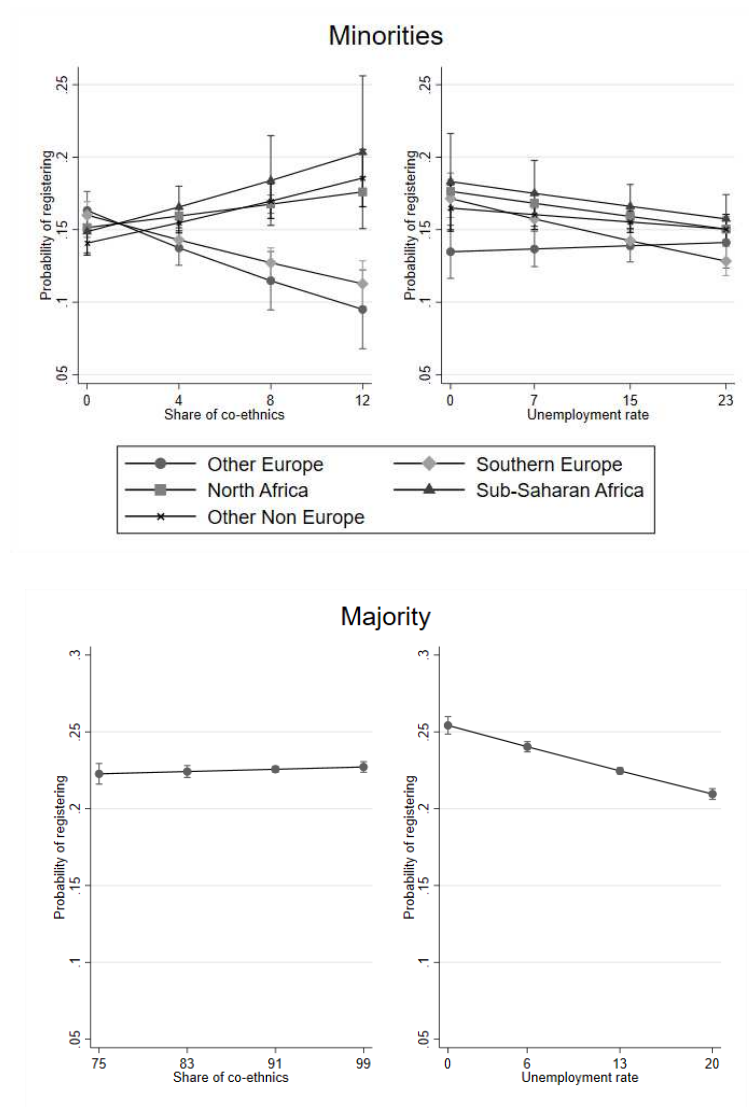 Minorities
Probability of registering
.05 .1 .15 .2 .25
0 4 8 12
Share of co-ethnics
Probability of registering
.05 .1 .15 .2 .25
0 7 15 23
Unemployment rate
Other Europe Southern Europe
North Africa Sub-Saharan Africa
Other Non Europe
Majority
Probability of registering
.05 .1 .15 .2 .25 .3
75 83 91 99
Share of co-ethnics
Probability of registering
.05 .1 .15 .2 .25 .3
0 6 13 20
Unemployment rate